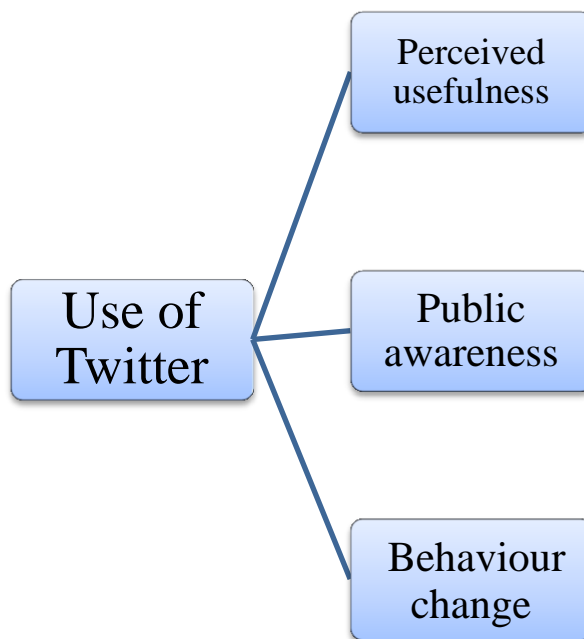 Perceived
usefulness
Use of
Twitter
Public
awareness
Behaviour
change